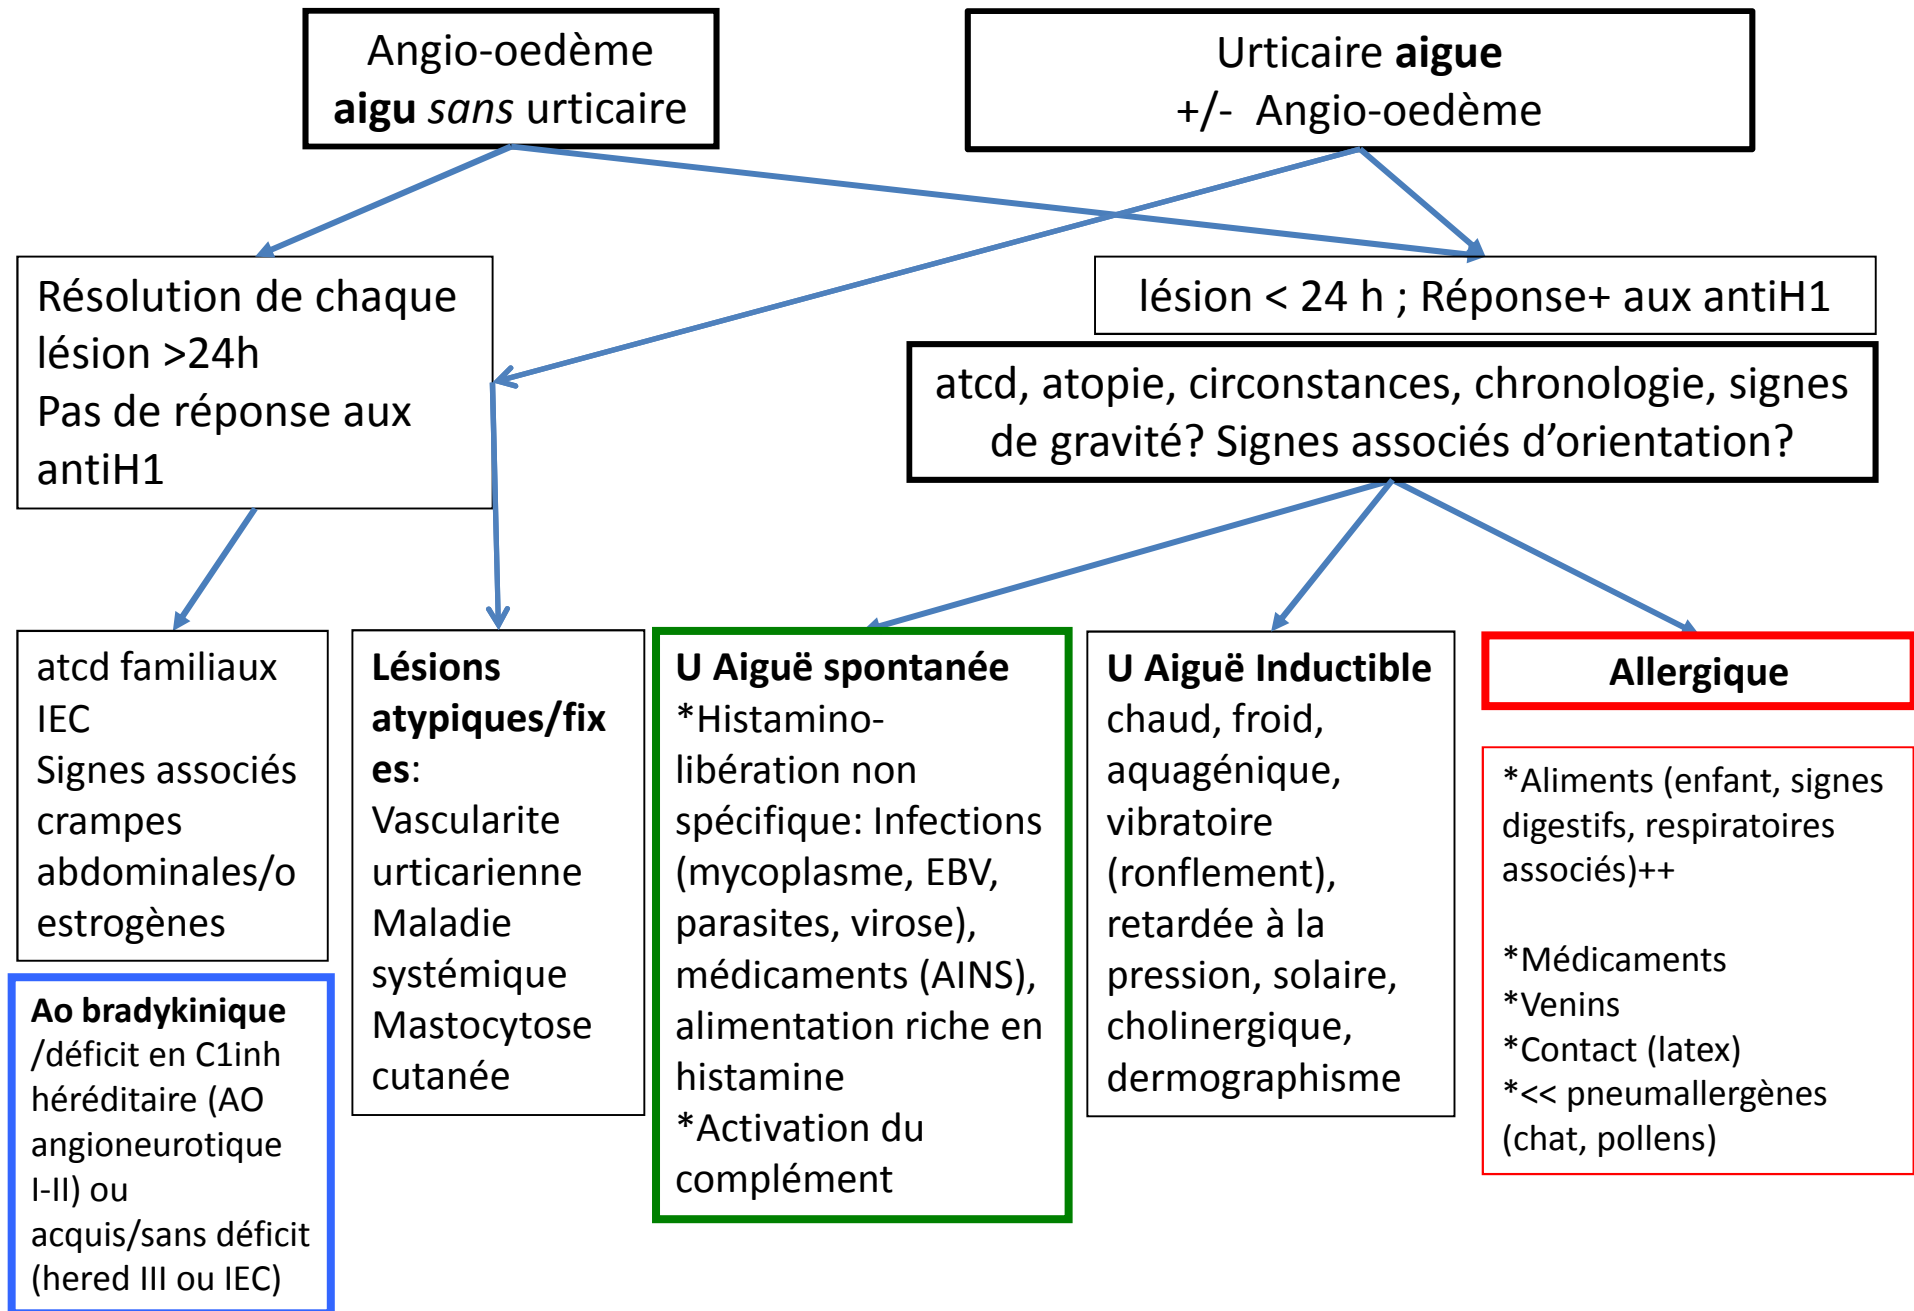 Angio-oedème
aigu sans urticaire
Urticaire aigue
+/- Angio-oedème
Résolution de chaque
lésion >24h
Pas de réponse aux
antiH1
lésion < 24 h ; Réponse+ aux antiH1
atcd, atopie, circonstances, chronologie, signes
de gravité? Signes associés d’orientation?
atcd familiaux
IEC
Signes associés
crampes
abdominales/o
estrogènes
Ao bradykinique
/déficit en C1inh
héréditaire (AO
angioneurotique
I-II) ou
acquis/sans déficit
(hered III ou IEC)
Lésions
atypiques/fix
es:
Vascularite
urticarienne
Maladie
systémique
Mastocytose
cutanée
U Aiguë spontanée
*Histamino-
libération non
spécifique: Infections
(mycoplasme, EBV,
parasites, virose),
médicaments (AINS),
alimentation riche en
histamine
*Activation du
complément
U Aiguë Inductible
chaud, froid,
aquagénique,
vibratoire
(ronflement),
retardée à la
pression, solaire,
cholinergique,
dermographisme
Allergique
*Aliments (enfant, signes
digestifs, respiratoires
associés)++
*Médicaments
*Venins
*Contact (latex)
*<< pneumallergènes
(chat, pollens)